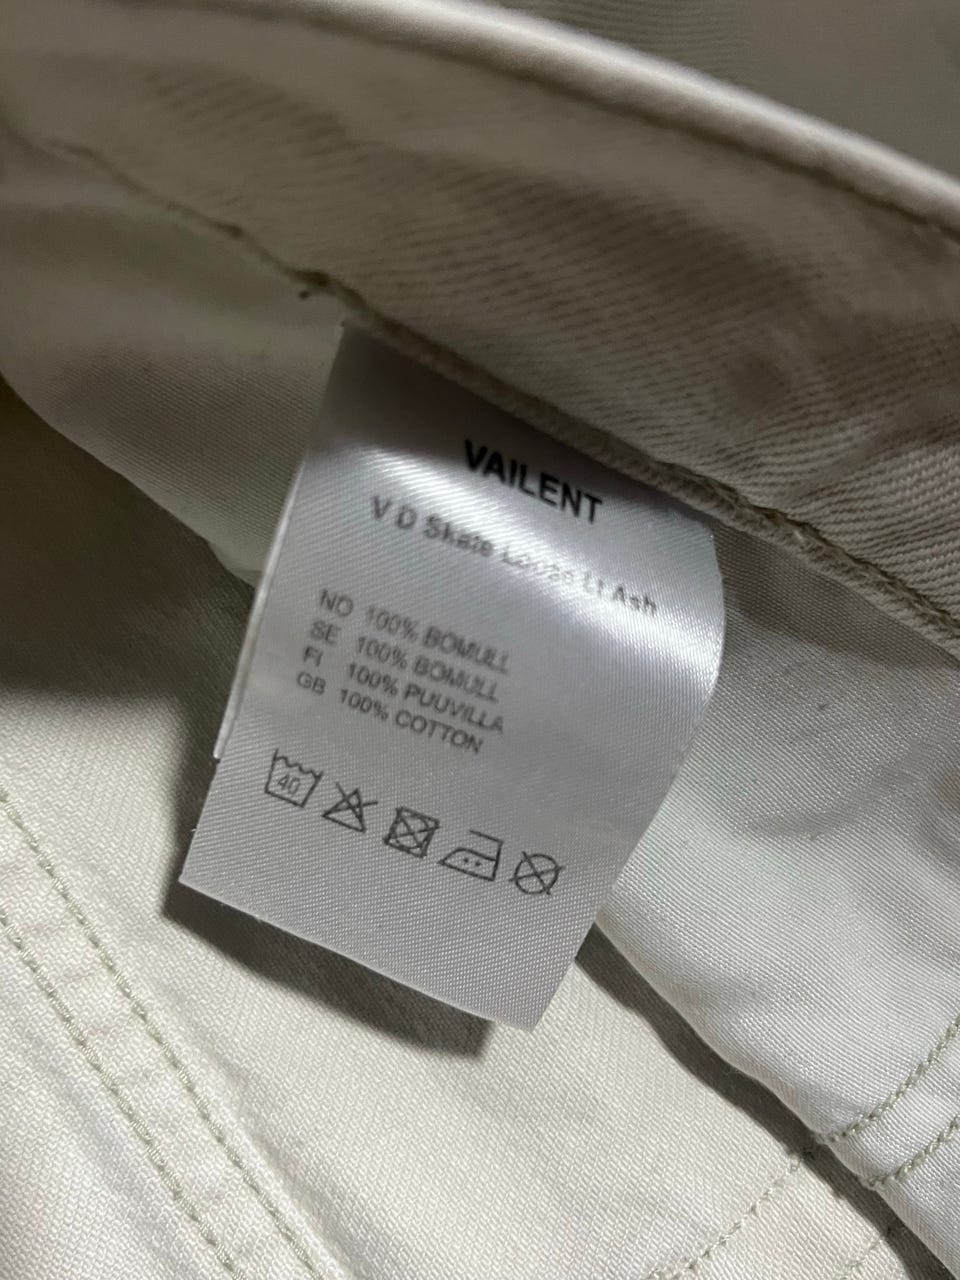 VAILENT
V D Skate Loose Lt Ash
NO 100% BOMULL
SE 100% BOMULL
FI 100% PUUVILLA
GB 100% COTTON
40